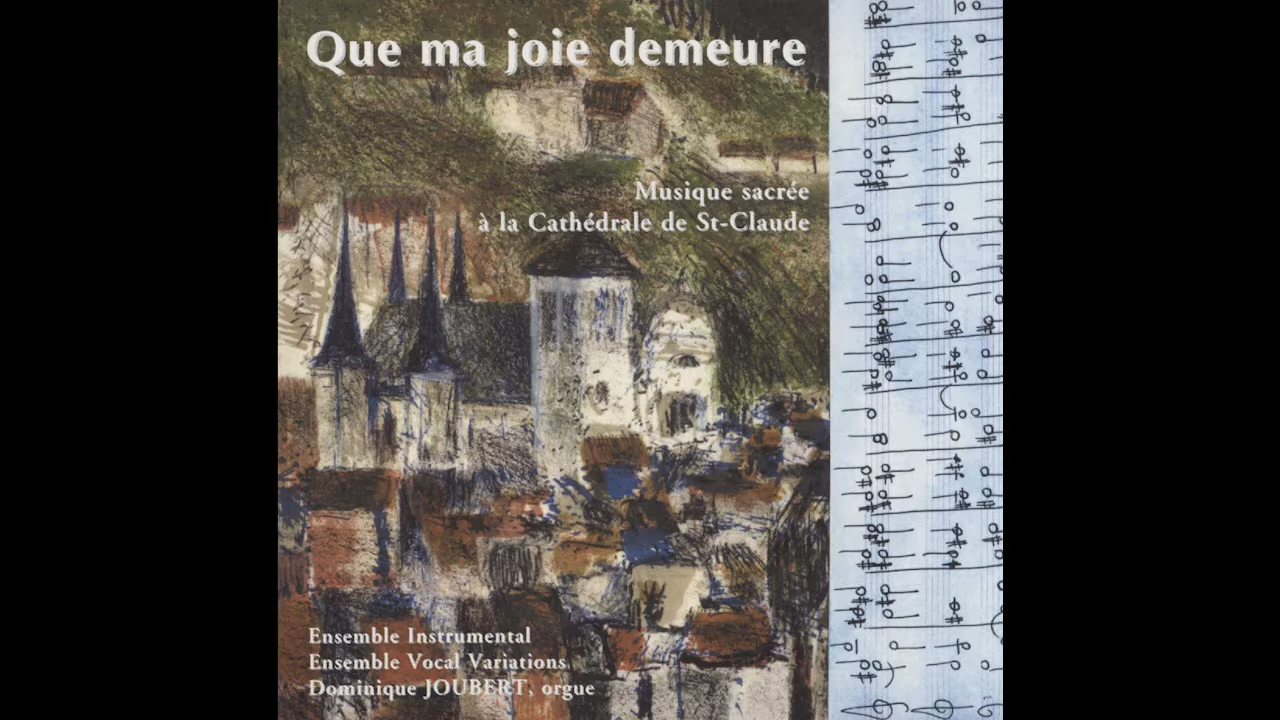 Que ma joie demeure
Musique sacrée
à la Cathédrale de St-Claude
Ensemble Instrumental
Ensemble Vocal Variations
Dominique JOUBERT, orgue